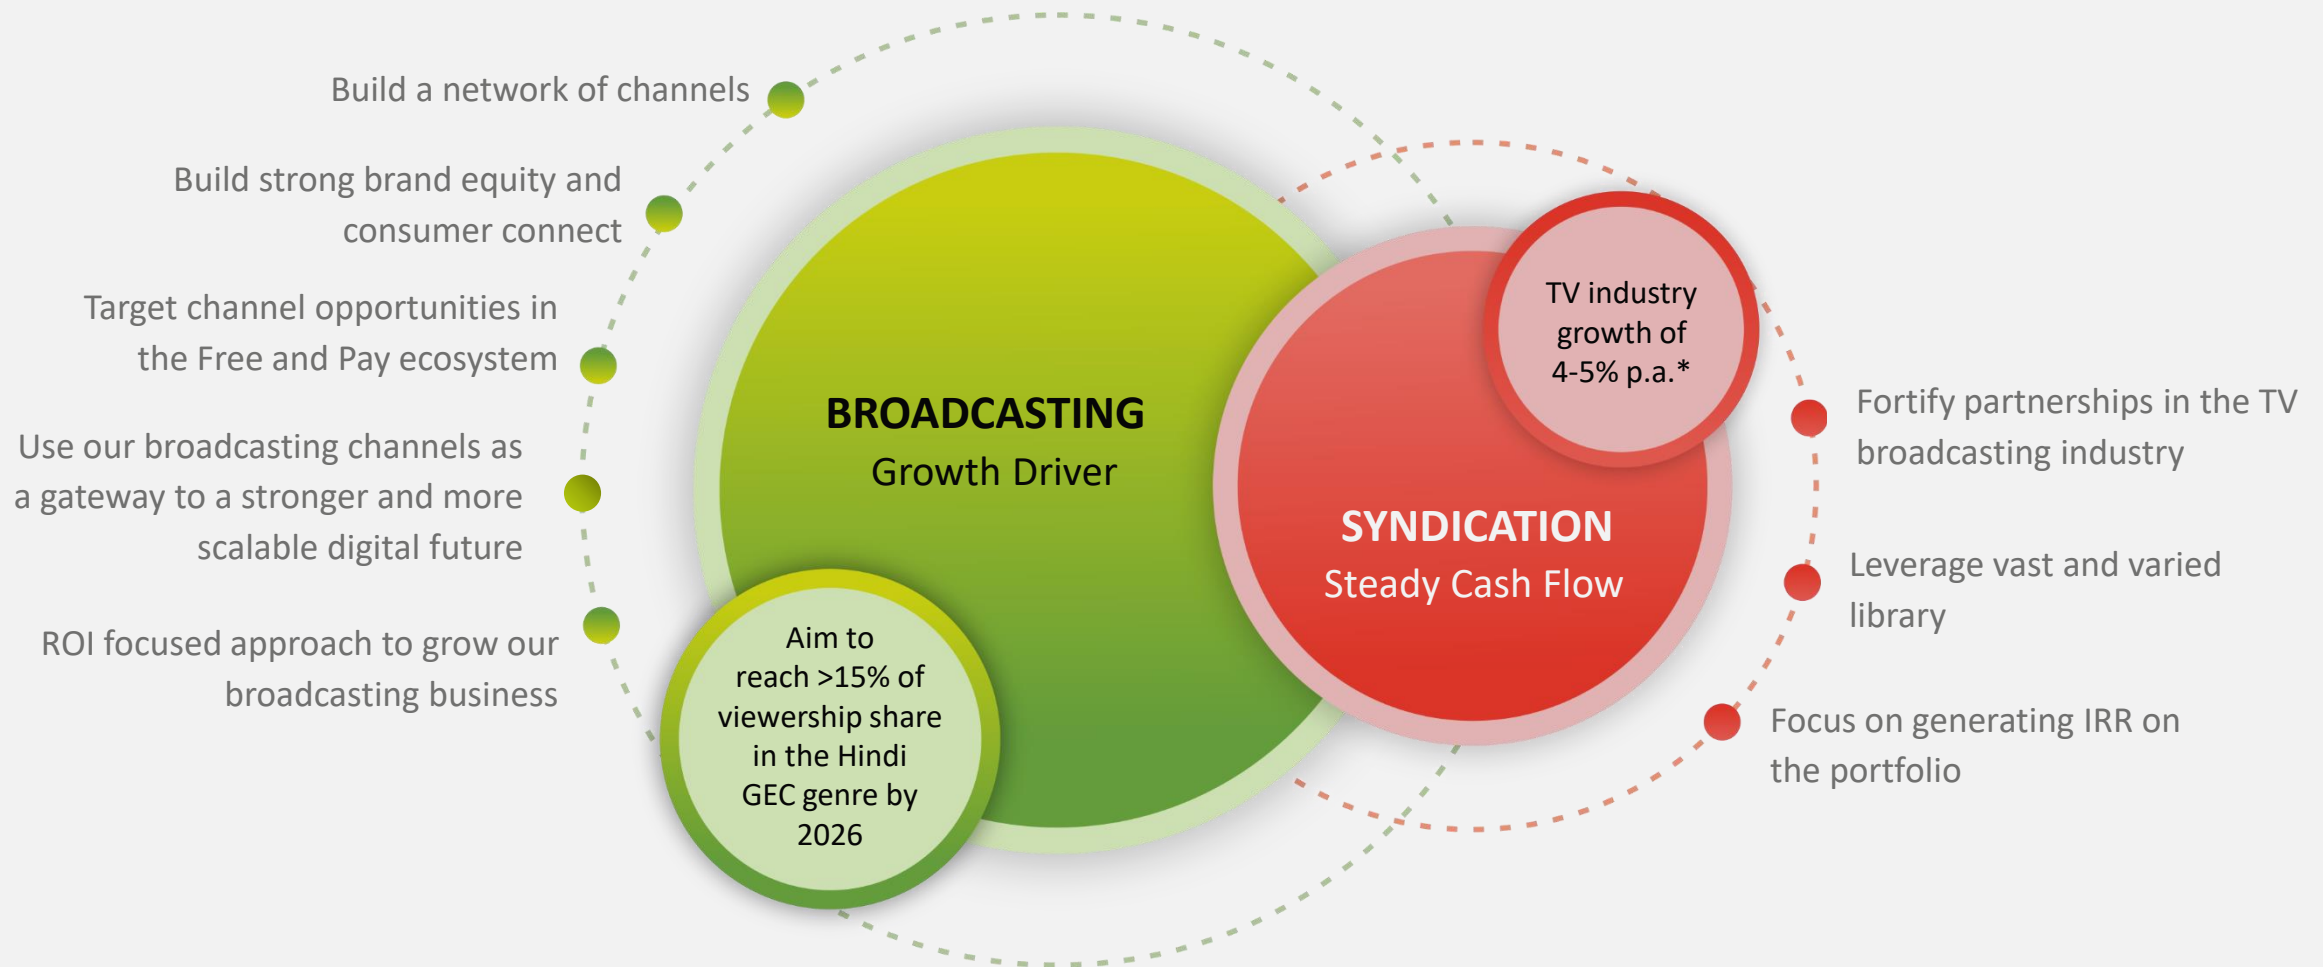 Build a network of channels
Build strong brand equity and
consumer connect
Target channel opportunities in
the Free and Pay ecosystem
Use our broadcasting channels as
a gateway to a stronger and more
scalable digital future
ROI focused approach to grow our
broadcasting business
BROADCASTING
Growth Driver
Aim to
reach >15% of
viewership share
in the Hindi
GEC genre by
2026
SYNDICATION
Steady Cash Flow
TV industry
growth of
4-5% p.a.*
Fortify partnerships in the TV
broadcasting industry
Leverage vast and varied
library
Focus on generating IRR on
the portfolio